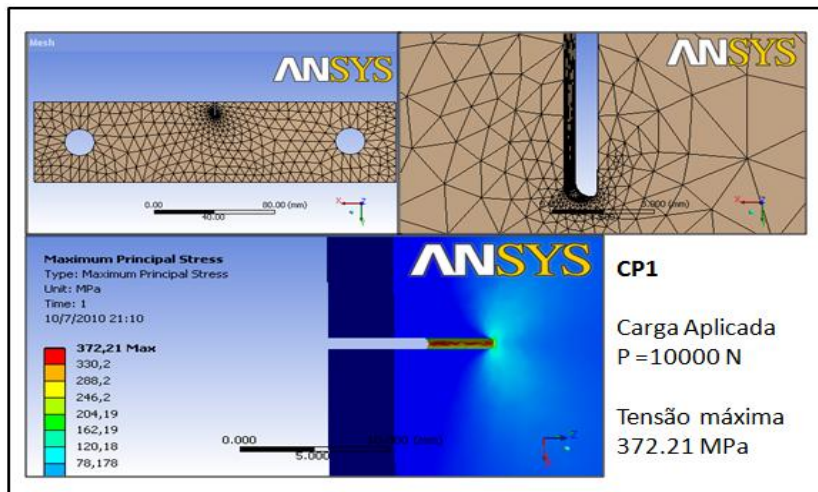 Mesh
ANSYS
0.00
80.00 (mm)
40.00
X
Z
Y
ANSYS
5.000 (mm)
X
Z
Y
Maximum Principal Stress
Type: Maximum Principal Stress
Unit: MPa
Time: 1
10/7/2010 21:10
372,21 Max
330,2
288,2
246,2
204,19
162,19
120,18
78,178
ANSYS
0.000
5.000
Z
CP1
Carga Aplicada
P =10000 N
Tensão máxima
372.21 MPa